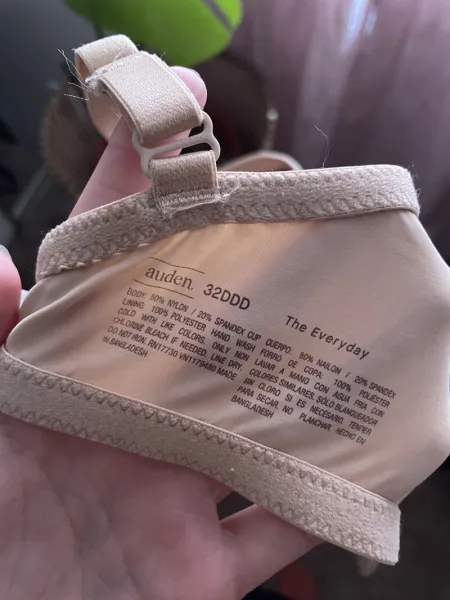 auden. 32DDD
The Everyday
BODY: 80% NYLON / 20% SPANDEX CUP
LINING: 100% POLYESTER HAND WASH
COLD WITH LIKE COLORS. ONLY NON
CHLORINE BLEACH IF NEEDED. LINE DRY.
DO NOT IRON. RN17730 VN1179480 MADE
IN BANGLADESH
CUERPO: 80% NAILON / 20% SPANDEX
FORRO DE COPA: 100% POLIÉSTER
LAVAR A MANO CON AGUA FRÍA CON
COLORES SIMILARES. SÓLO BLANQUEADOR
SIN CLORO SI ES NECESARIO. TENDER
PARA SECAR. NO PLANCHAR HECHO EN
BANGLADESH